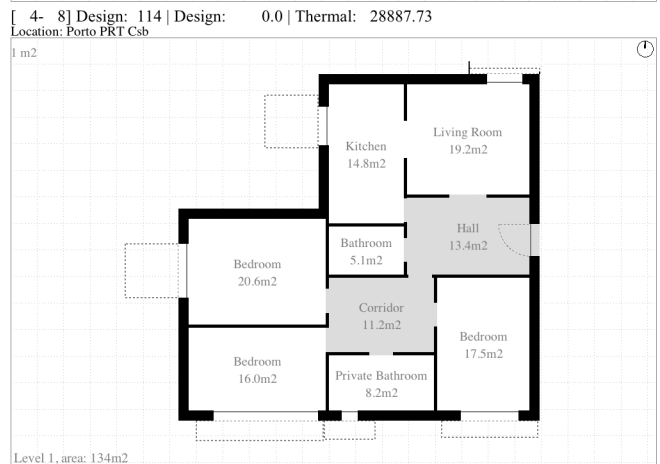 [ 4- 8] Design: 114 | Design: 0.0 | Thermal: 28887.73
Location: Porto PRT Csb
1 m2
Living Room
19.2m2
Kitchen
14.8m2
Hall
13.4m2
Bathroom
5.1m2
Bedroom
20.6m2
Corridor
11.2m2
Bedroom
17.5m2
Bedroom
16.0m2
Private Bathroom
8.2m2
Level 1, area: 134m2